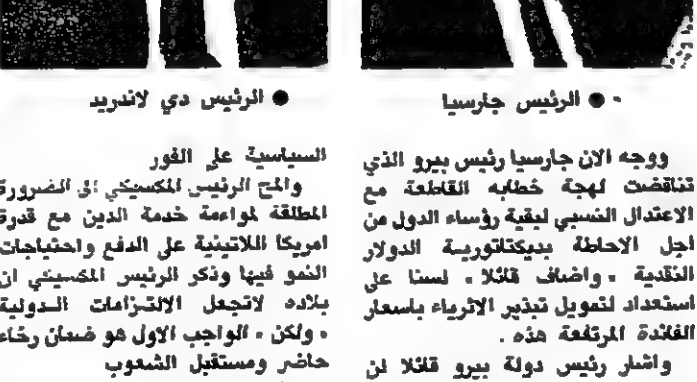 ● الرئيس جارسيا
ووجه الان جارسيا رئيس بيرو الذي
تناقضت لهجة خطابه القاطعة مع
الاعتدال النسبي لبقية رؤساء الدول من
اجل الاحاطة بديكتاتورية الدولار
النقدية . واضاف قائلا . لسنا على
استعداد لتمويل تبذير الاثرياء باسعار
الفائدة المرتفعة هذه .
واشار رئيس دولة بيرو قائلا لن
● الرئيس دي لاندريد
السياسية على الفور
والمح الرئيس المكسيكي الى الضرورة
المطلقة لمواءمة خدمة الدين مع قدرة
امريكا اللاتينية على الدفع واحتياجات
النمو فيها وذكر الرئيس المكسيكي ان
بلاده لاتجهل الالتزامات الدولية
. ولكن . الواجب الاول هو ضمان رخاء
حاضر ومستقبل الشعوب